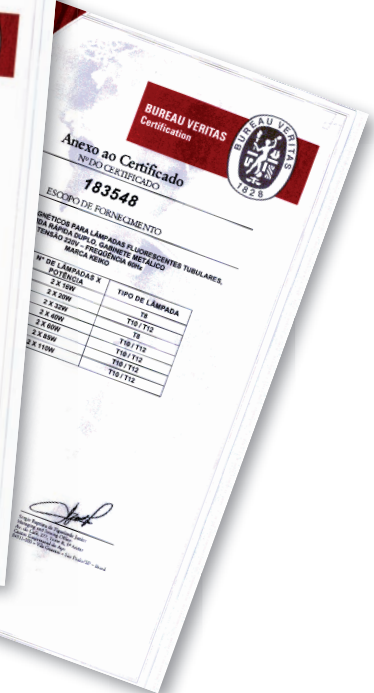 BUREAU VERITAS
Certification
BUREAU VERITAS
1828
Anexo ao Certificado
Nº DO CERTIFICADO
183548
ESCOPO DE FORNECIMENTO
GNÉTICOS PARA LÂMPADAS FLUORESCENTES TUBULARES,
DA RÁPIDA DUPLO, GABINETE METÁLICO
TENSÃO 220V - FREQÜÊNCIA 60Hz
MARCA KEIKO
Nº DE LÂMPADAS X POTÊNCIA TIPO DE LÂMPADA
2 X 16W T8
2 X 20W T10 / T12
2 X 32W T8
2 X 40W T10 / T12
2 X 60W T10 / T12
2 X 85W T10 / T12
2 X 110W T10 / T12